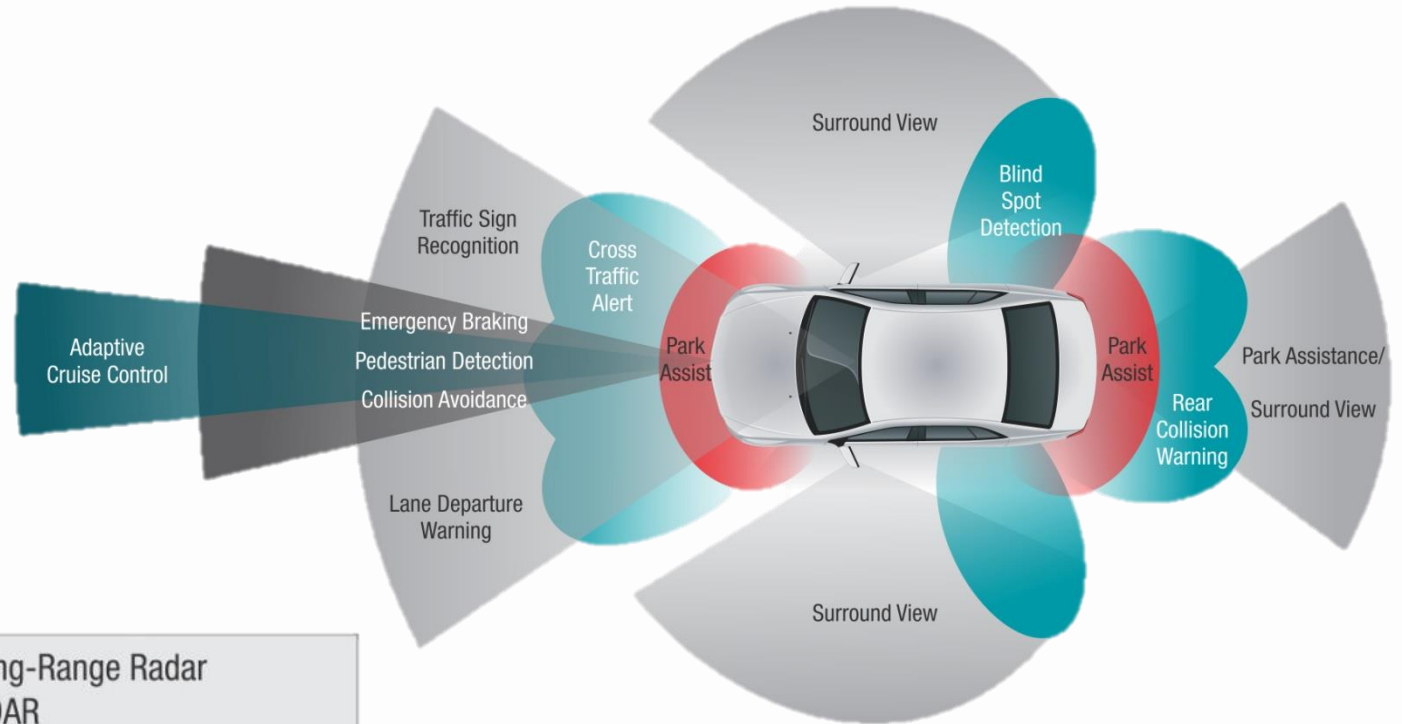 Surround View
Blind
Spot
Detection
Traffic Sign
Recognition
Cross
Traffic
Alert
Emergency Braking
Adaptive
Cruise Control
Pedestrian Detection
Collision Avoidance
Park
Assist
Park
Assist
Park Assistance/
Surround View
Rear
Collision
Warning
Lane Departure
Warning
Surround View
ng-Range Radar
DAR